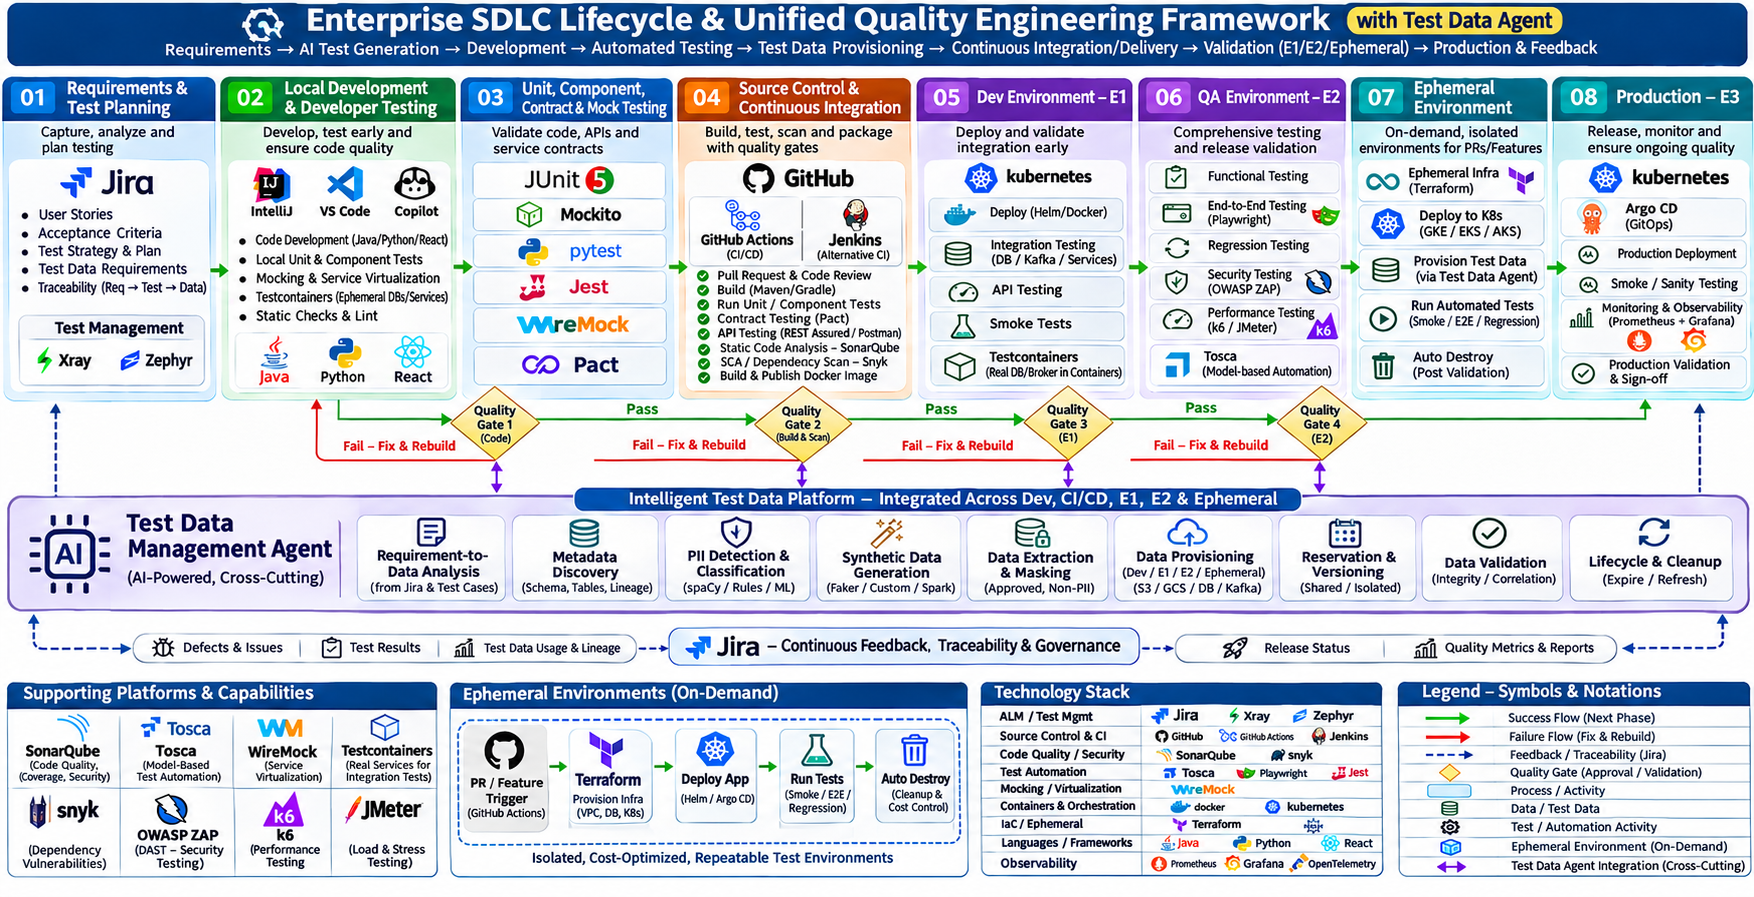 Enterprise SDLC Lifecycle & Unified Quality Engineering Framework
with Test Data Agent
Requirements → AI Test Generation → Development → Automated Testing → Test Data Provisioning → Continuous Integration/Delivery → Validation (E1/E2/Ephemeral) → Production & Feedback
01
Requirements &
Test Planning
Capture, analyze and
plan testing
Jira
• User Stories
• Acceptance Criteria
• Test Strategy & Plan
• Test Data Requirements
• Traceability (Req → Test → Data)
Test Management
Xray
Zephyr
02
Local Development
& Developer Testing
Develop, test early and
ensure code quality
IJ
IntelliJ
VS Code
Copilot
• Code Development (Java/Python/React)
• Local Unit & Component Tests
• Mocking & Service Virtualization
• Testcontainers (Ephemeral DBs/Services)
• Static Checks & Lint
Java
Python
React
03
Unit, Component,
Contract & Mock Testing
Validate code, APIs and
service contracts
JUnit 5
Mockito
pytest
Jest
WireMock
Pact
04
Source Control &
Continuous Integration
Build, test, scan and package
with quality gates
GitHub
GitHub Actions
(CI/CD)
Jenkins
(Alternative CI)
Pull Request & Code Review
Build (Maven/Gradle)
Run Unit / Component Tests
Contract Testing (Pact)
API Testing (REST Assured / Postman)
Static Code Analysis – SonarQube
SCA / Dependency Scan – Snyk
Build & Publish Docker Image
05
Dev Environment – E1
Deploy and validate
integration early
kubernetes
Deploy (Helm/Docker)
Integration Testing
(DB / Kafka / Services)
API Testing
Smoke Tests
Testcontainers
(Real DB/Broker in Containers)
06
QA Environment – E2
Comprehensive testing
and release validation
Functional Testing
End-to-End Testing
(Playwright)
Regression Testing
Security Testing
(OWASP ZAP)
Performance Testing
(k6 / JMeter)
k6
Tosca
(Model-based Automation)
07
Ephemeral
Environment
On-demand, isolated
environments for PRs/Features
Ephemeral Infra
(Terraform)
Deploy to K8s
(GKE / EKS / AKS)
Provision Test Data
(via Test Data Agent)
Run Automated Tests
(Smoke / E2E / Regression)
Auto Destroy
(Post Validation)
08
Production – E3
Release, monitor and
ensure ongoing quality
kubernetes
Argo CD
(GitOps)
Production Deployment
Smoke / Sanity Testing
Monitoring & Observability
(Prometheus + Grafana)
Production Validation
& Sign-off
Quality
Gate 1
(Code)
Pass
Quality
Gate 2
(Build & Scan)
Pass
Quality
Gate 3
(E1)
Pass
Quality
Gate 4
(E2)
Fail – Fix & Rebuild
Fail – Fix & Rebuild
Fail – Fix & Rebuild
Fail – Fix & Rebuild
Intelligent Test Data Platform – Integrated Across Dev, CI/CD, E1, E2 & Ephemeral
AI
Test Data
Management Agent
(AI-Powered, Cross-Cutting)
Requirement-to-
Data Analysis
(from Jira & Test Cases)
Metadata
Discovery
(Schema, Tables, Lineage)
PII Detection &
Classification
(spaCy / Rules / ML)
Synthetic Data
Generation
(Faker / Custom / Spark)
Data Extraction
& Masking
(Approved, Non-PII)
Data Provisioning
(Dev / E1 / E2 / Ephemeral)
(S3 / GCS / DB / Kafka)
Reservation &
Versioning
(Shared / Isolated)
Data Validation
(Integrity / Correlation)
Lifecycle & Cleanup
(Expire / Refresh)
Defects & Issues
Test Results
Test Data Usage & Lineage
Jira – Continuous Feedback, Traceability & Governance
Release Status
Quality Metrics & Reports
Supporting Platforms & Capabilities
SonarQube
(Code Quality,
Coverage, Security)
Tosca
Tosca
(Model-Based
Test Automation)
WM
WireMock
(Service
Virtualization)
Testcontainers
(Real Services for
Integration Tests)
snyk
(Dependency
Vulnerabilities)
OWASP ZAP
(DAST – Security
Testing)
k6
k6
(Performance
Testing
JMeter
(Load & Stress
Testing)
Ephemeral Environments (On-Demand)
PR / Feature
Trigger
(GitHub Actions)
Terraform
Provision Infra
(VPC, DB, K8s)
Deploy App
(Helm / Argo CD)
Run Tests
(Smoke / E2E /
Regression)
Auto Destroy
(Cleanup &
Cost Control)
Isolated, Cost-Optimized, Repeatable Test Environments
Technology Stack
ALM / Test Mgmt Jira Xray Zephyr
Source Control & CI GitHub GitHub Actions Jenkins
Code Quality / Security SonarQube snyk
Test Automation Tosca Playwright Jest
Mocking / Virtualization WireMock
Containers & Orchestration docker kubernetes
IaC / Ephemeral Terraform
Languages / Frameworks Java Python React
Observability Prometheus Grafana OpenTelemetry
Legend – Symbols & Notations
Success Flow (Next Phase)
Failure Flow (Fix & Rebuild)
Feedback / Traceability (Jira)
Quality Gate (Approval / Validation)
Process / Activity
Data / Test Data
Test / Automation Activity
Ephemeral Environment (On-Demand)
Test Data Agent Integration (Cross-Cutting)